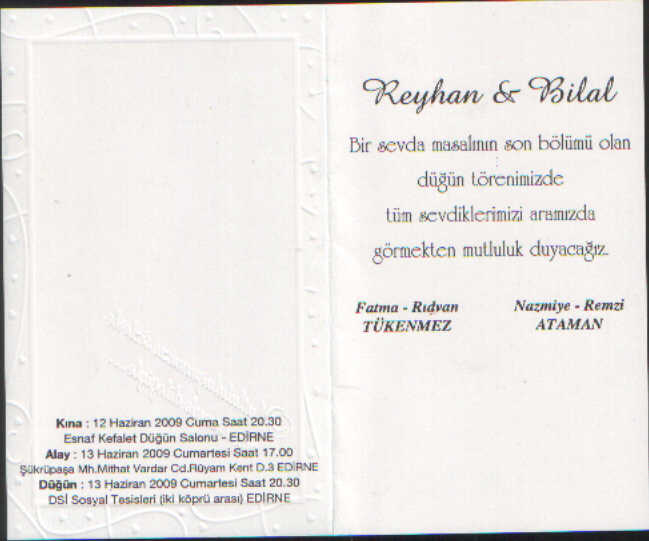 Reyhan & Bilal
Bir sevda masalının son bölümü olan
düğün törenimizde
tüm sevdiklerimizi aramızda
görmekten mutluluk duyacağız.
Fatma - Rıdvan
TÜKENMEZ
Nazmiye - Remzi
ATAMAN
Kına : 12 Haziran 2009 Cuma Saat 20.30
Esnaf Kefalet Düğün Salonu - EDİRNE
Alay : 13 Haziran 2009 Cumartesi Saat 17.00
Şükrüpaşa Mh.Mithat Vardar Cd.Rüyam Kent D.3 EDİRNE
Düğün : 13 Haziran 2009 Cumartesi Saat 20.30
DSİ Sosyal Tesisleri (iki köprü arası) EDİRNE